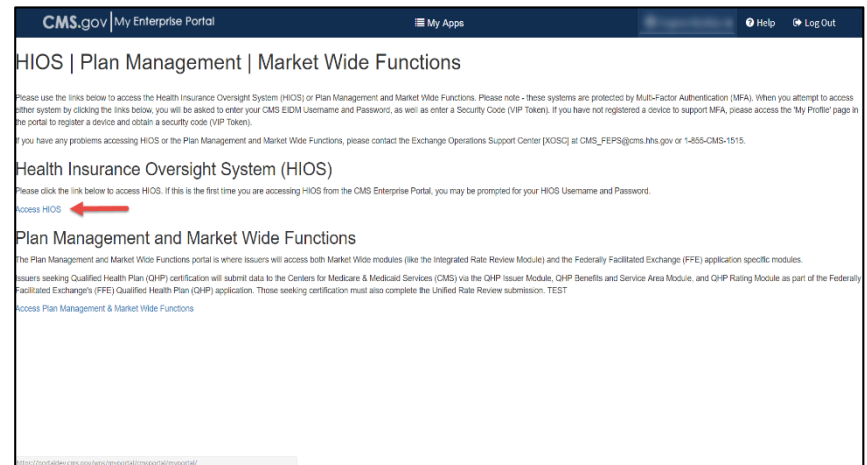 CMS.gov My Enterprise Portal
My Apps
Help
Log Out
HIOS | Plan Management | Market Wide Functions
Please use the links below to access the Health Insurance Oversight System (HIOS) or Plan Management and Market Wide Functions. Please note - these systems are protected by Multi-Factor Authentication (MFA). When you attempt to access
either system by clicking the links below, you will be asked to enter your CMS EIDM Username and Password, as well as enter a Security Code (VIP Token). If you have not registered a device to support MFA, please access the 'My Profile' page in
the portal to register a device and obtain a security code (VIP Token).
If you have any problems accessing HIOS or the Plan Management and Market Wide Functions, please contact the Exchange Operations Support Center [XOSC] at CMS_FEPS@cms.hhs.gov or 1-855-CMS-1515.
Health Insurance Oversight System (HIOS)
Please click the link below to access HIOS. If this is the first time you are accessing HIOS from the CMS Enterprise Portal, you may be prompted for your HIOS Username and Password.
Access HIOS
Plan Management and Market Wide Functions
The Plan Management and Market Wide Functions portal is where issuers will access both Market Wide modules (like the Integrated Rate Review Module) and the Federally Facilitated Exchange (FFE) application specific modules.
Issuers seeking Qualified Health Plan (QHP) certification will submit data to the Centers for Medicare & Medicaid Services (CMS) via the QHP Issuer Module, QHP Benefits and Service Area Module, and QHP Rating Module as part of the Federally
Facilitated Exchange's (FFE) Qualified Health Plan (QHP) application. Those seeking certification must also complete the Unified Rate Review submission. TEST
Access Plan Management & Market Wide Functions
https://portaldev.cms.gov/wps/myportal/cmsportal/myportal/